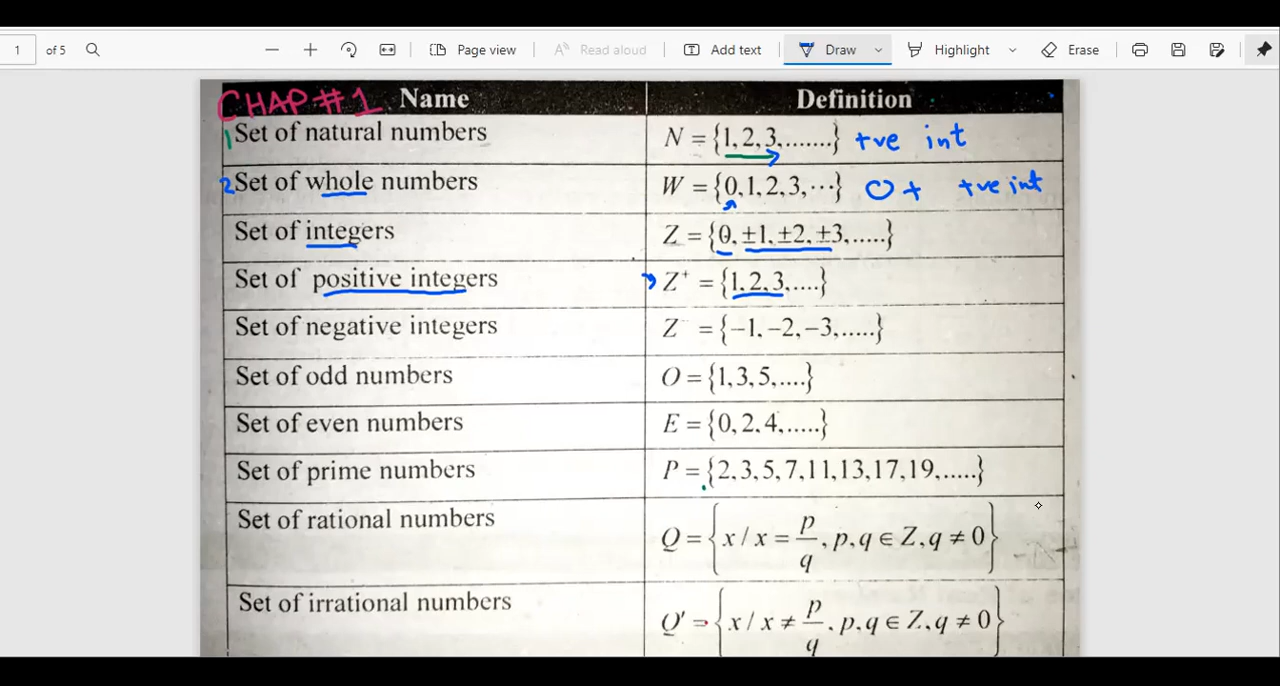 1 of 5 Page view Read aloud Add text Draw Highlight Erase
CHAP #1 Name Definition
1 Set of natural numbers N = {1, 2, 3, .......} +ve int
2 Set of whole numbers W = {0, 1, 2, 3, ...} 0 + +ve int
Set of integers Z = {0, ±1, ±2, ±3, .....}
Set of positive integers Z⁺ = {1, 2, 3, ....}
Set of negative integers Z⁻ = {−1, −2, −3, .....}
Set of odd numbers O = {1, 3, 5, ....}
Set of even numbers E = {0, 2, 4, .....}
Set of prime numbers P = {2, 3, 5, 7, 11, 13, 17, 19, .....}
Set of rational numbers Q = {x / x = p/q, p, q ∈ Z, q ≠ 0}
Set of irrational numbers Q′ = {x / x ≠ p/q, p, q ∈ Z, q ≠ 0}